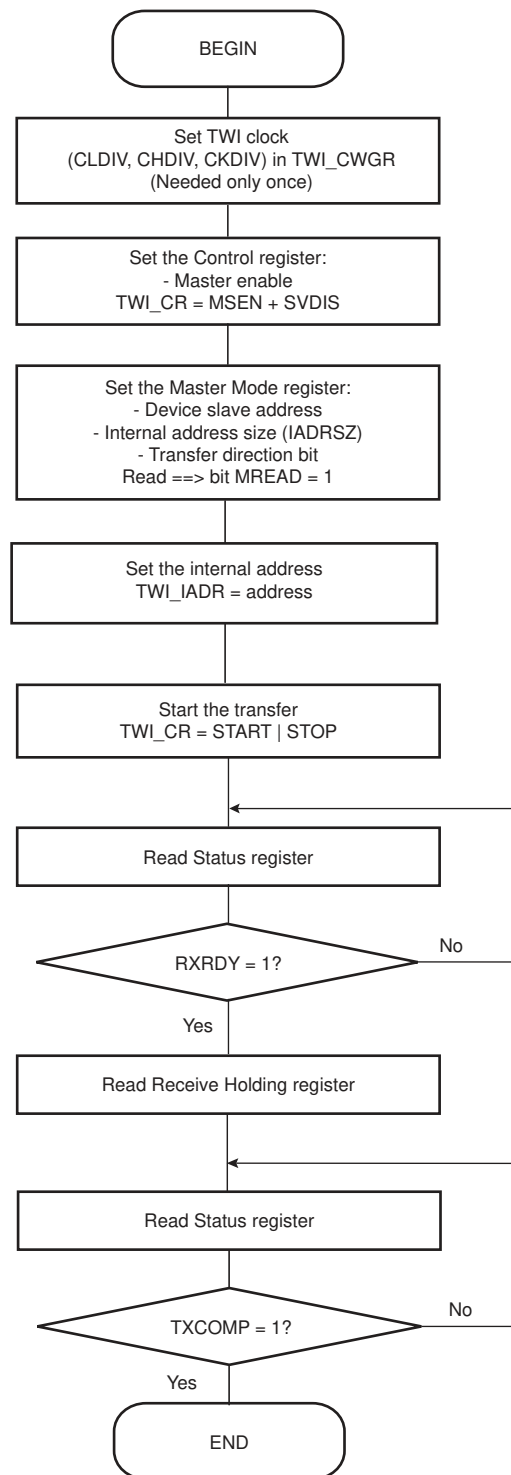 BEGIN
Set TWI clock
(CLDIV, CHDIV, CKDIV) in TWI_CWGR
(Needed only once)
Set the Control register:
- Master enable
TWI_CR = MSEN + SVDIS
Set the Master Mode register:
- Device slave address
- Internal address size (IADRSZ)
- Transfer direction bit
Read ==> bit MREAD = 1
Set the internal address
TWI_IADR = address
Start the transfer
TWI_CR = START | STOP
Read Status register
RXRDY = 1?
No
Yes
Read Receive Holding register
Read Status register
TXCOMP = 1?
No
Yes
END